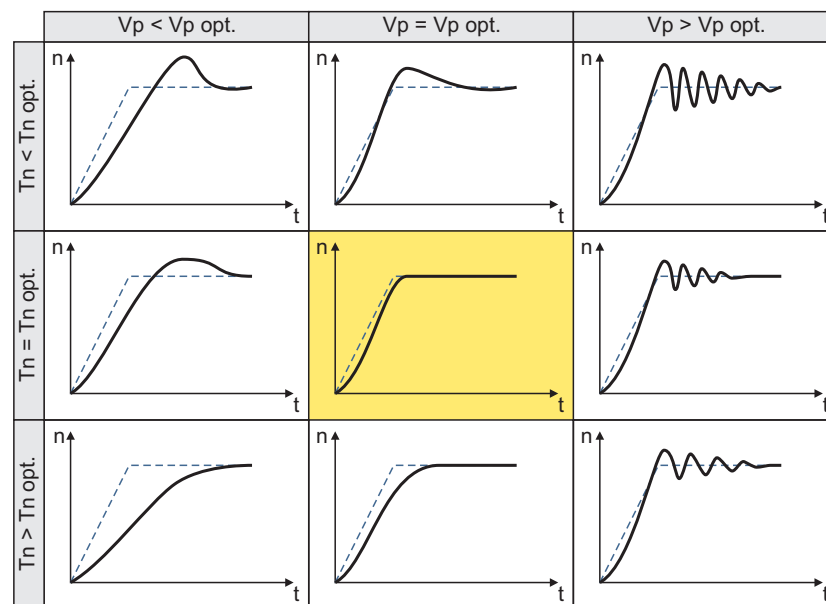 Vp < Vp opt.
Vp = Vp opt.
Vp > Vp opt.
Tn < Tn opt.
n
t
n
t
n
t
Tn = Tn opt.
n
t
n
t
n
t
Tn > Tn opt.
n
t
n
t
n
t